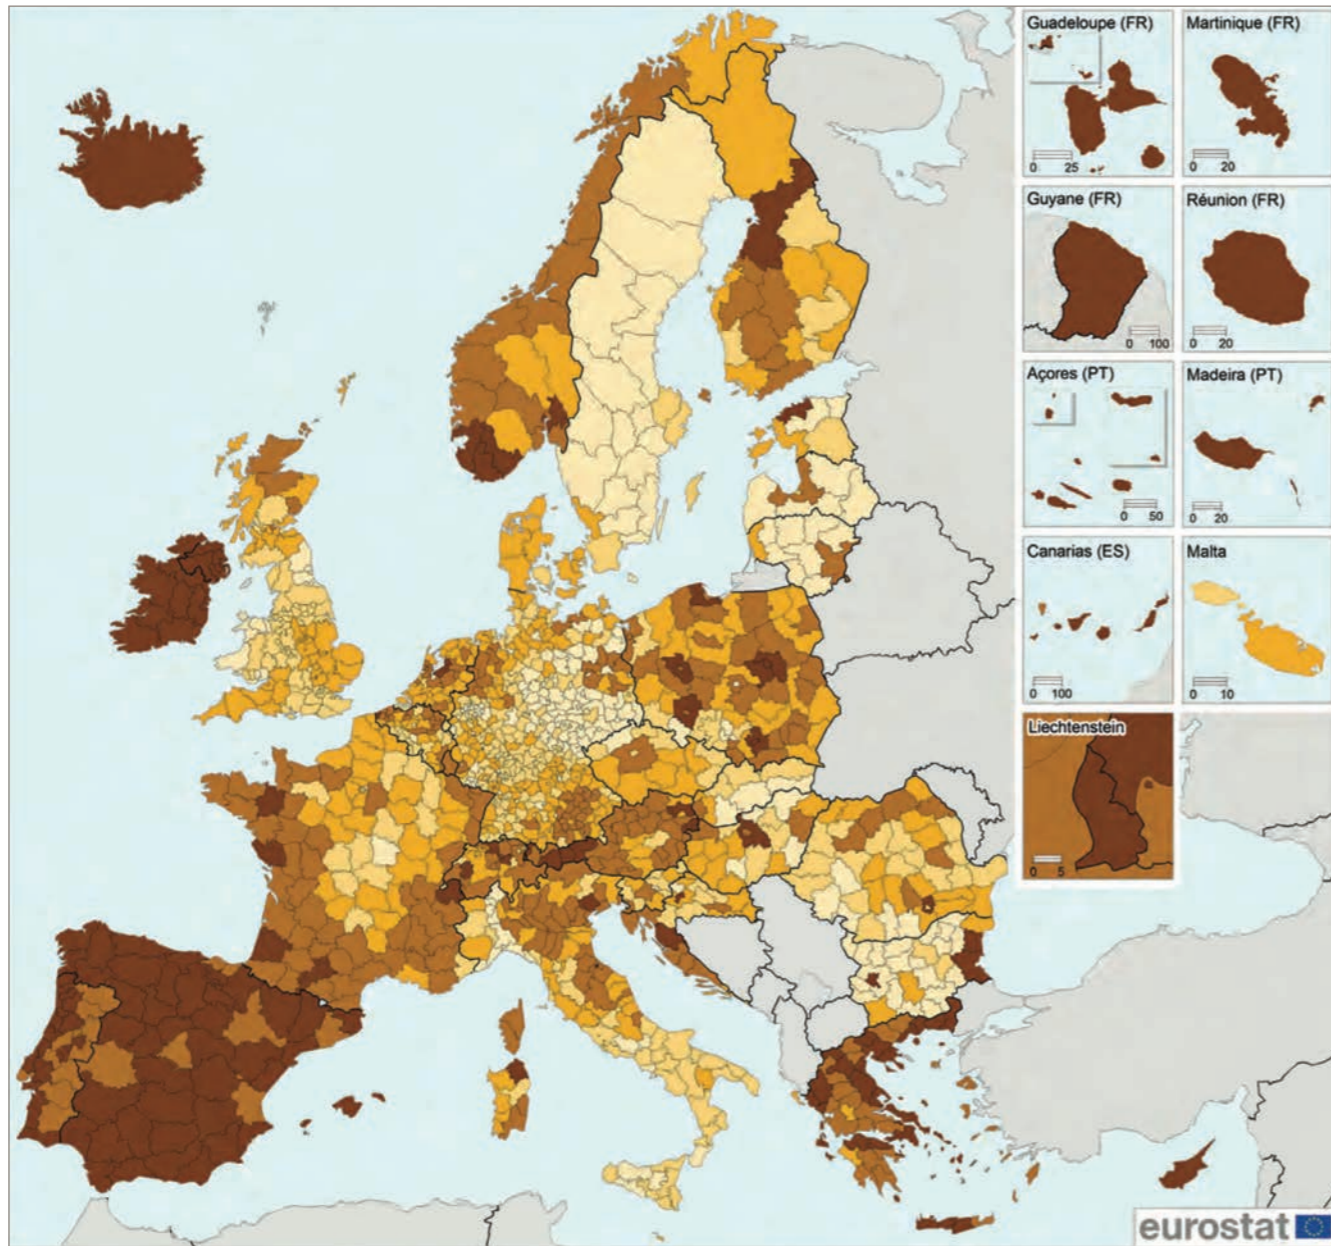 Guadeloupe (FR)
0 25
Martinique (FR)
0 20
Guyane (FR)
0 100
Réunion (FR)
0 20
Açores (PT)
0 50
Madeira (PT)
0 20
Canarias (ES)
0 100
Malta
0 10
Liechtenstein
0 5
eurostat